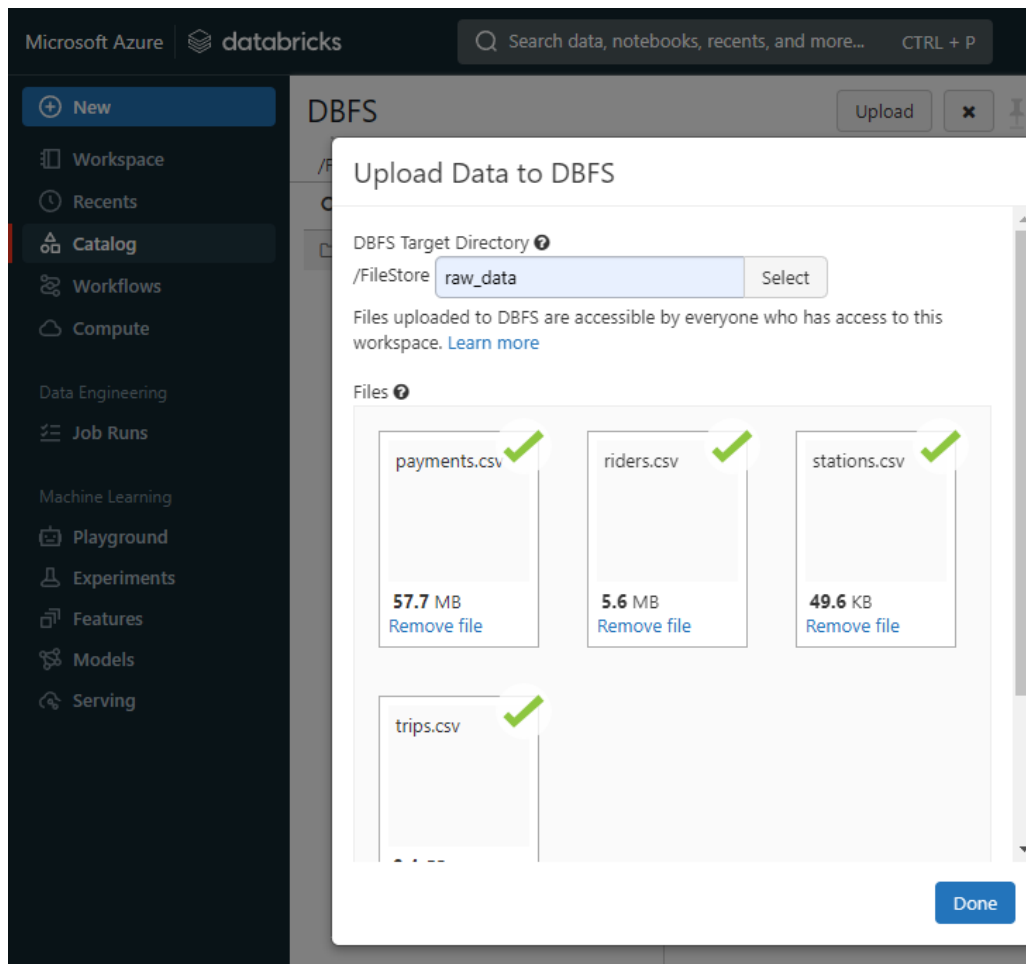 Microsoft Azure databricks Search data, notebooks, recents, and more... CTRL + P
New
Workspace
Recents
Catalog
Workflows
Compute
Data Engineering
Job Runs
Machine Learning
Playground
Experiments
Features
Models
Serving
DBFS Upload
/F
Upload Data to DBFS
DBFS Target Directory
/FileStore raw_data Select
Files uploaded to DBFS are accessible by everyone who has access to this
workspace. Learn more
Files
payments.csv riders.csv stations.csv
57.7 MB 5.6 MB 49.6 KB
Remove file Remove file Remove file
trips.csv
Done